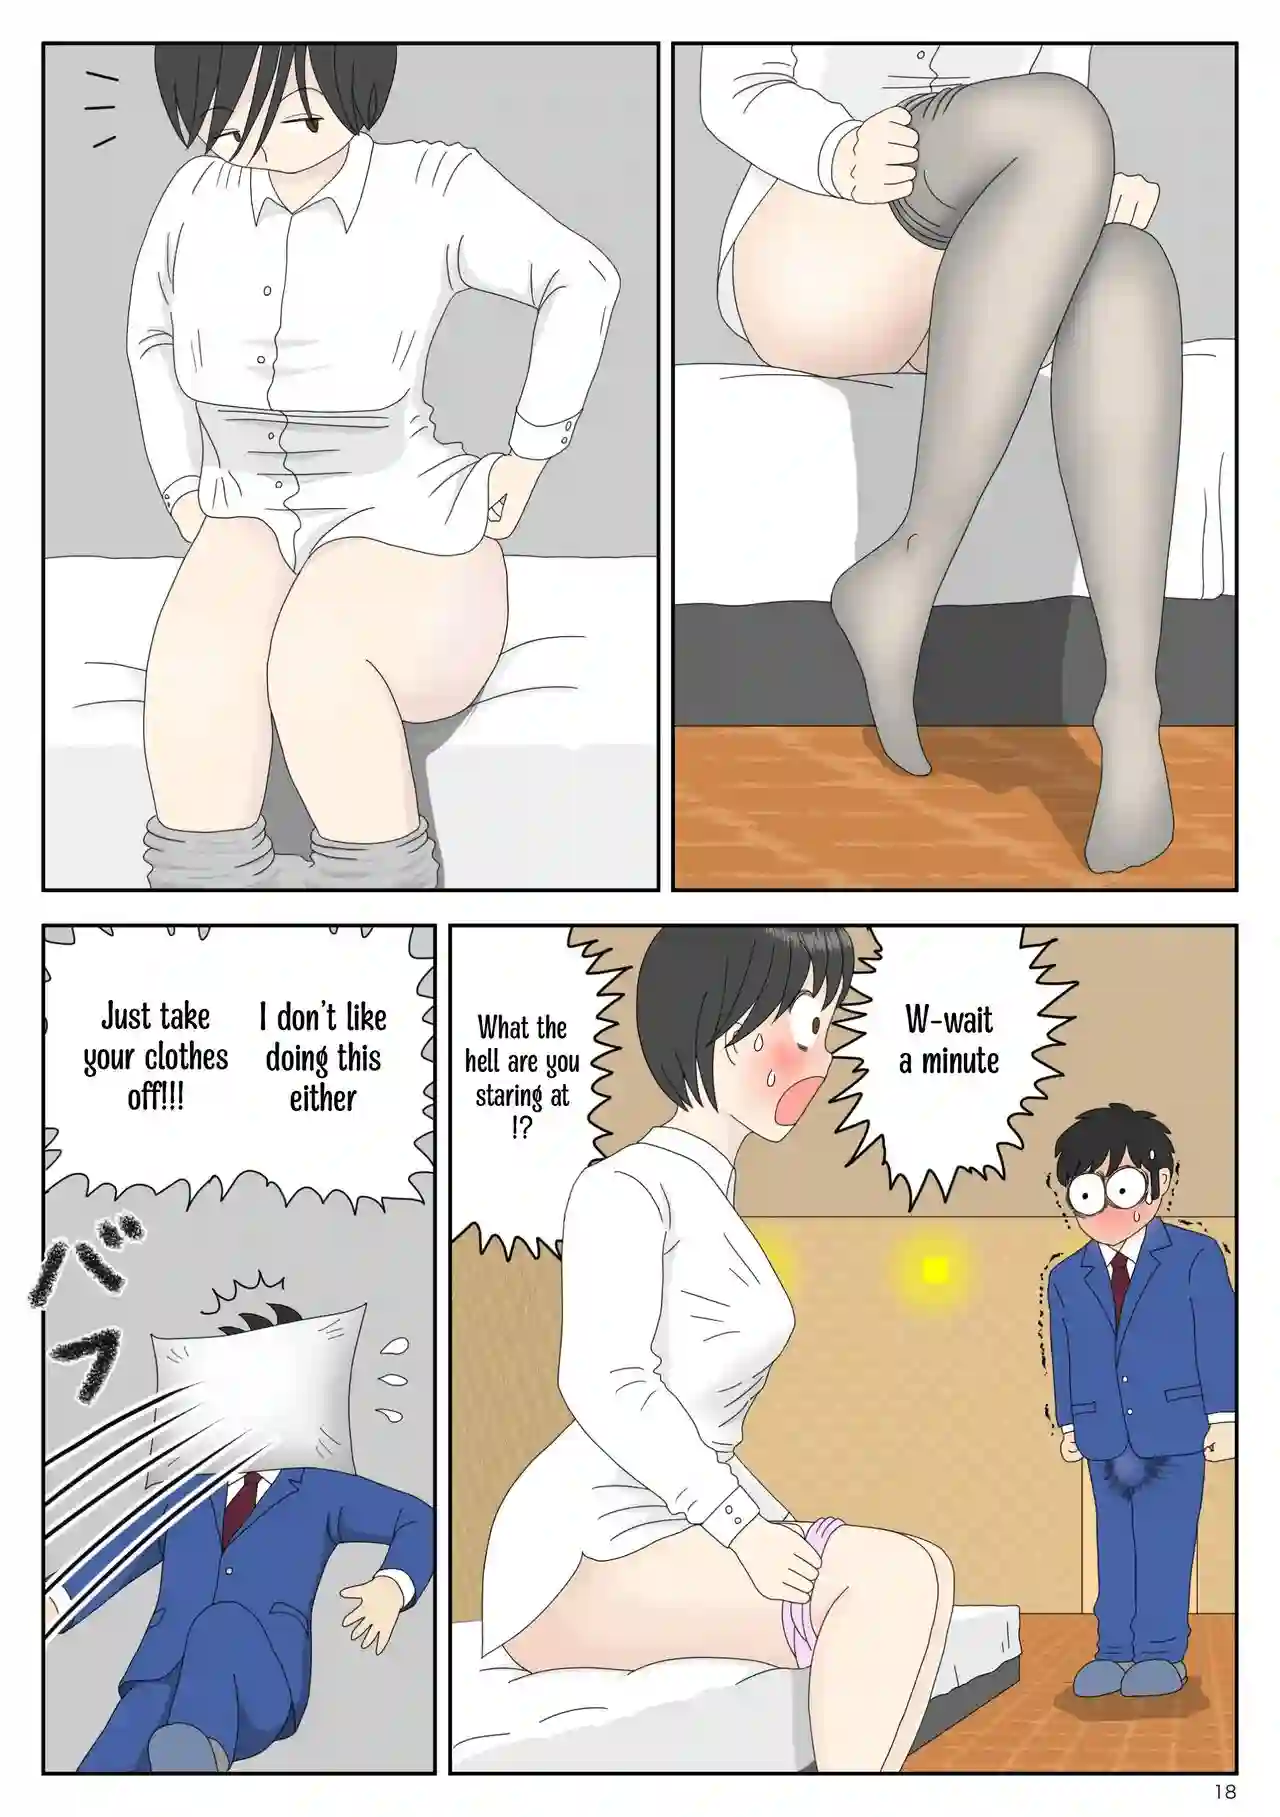 W-wait
a minute
What the
hell are you
staring at
!?
I don't like
doing this
either
Just take
your clothes
off!!!
バ
フ
18